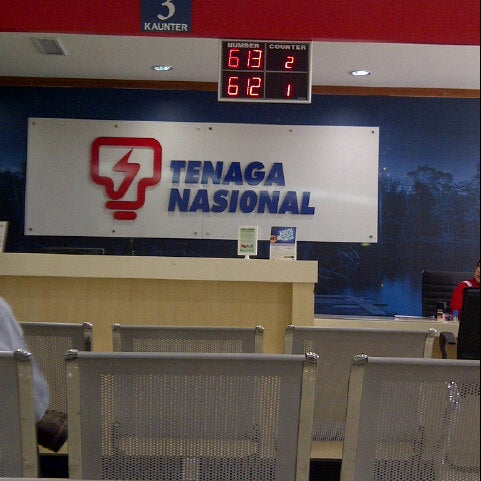 3
KAUNTER
NUMBER COUNTER
613 2
612 1
TENAGA
NASIONAL